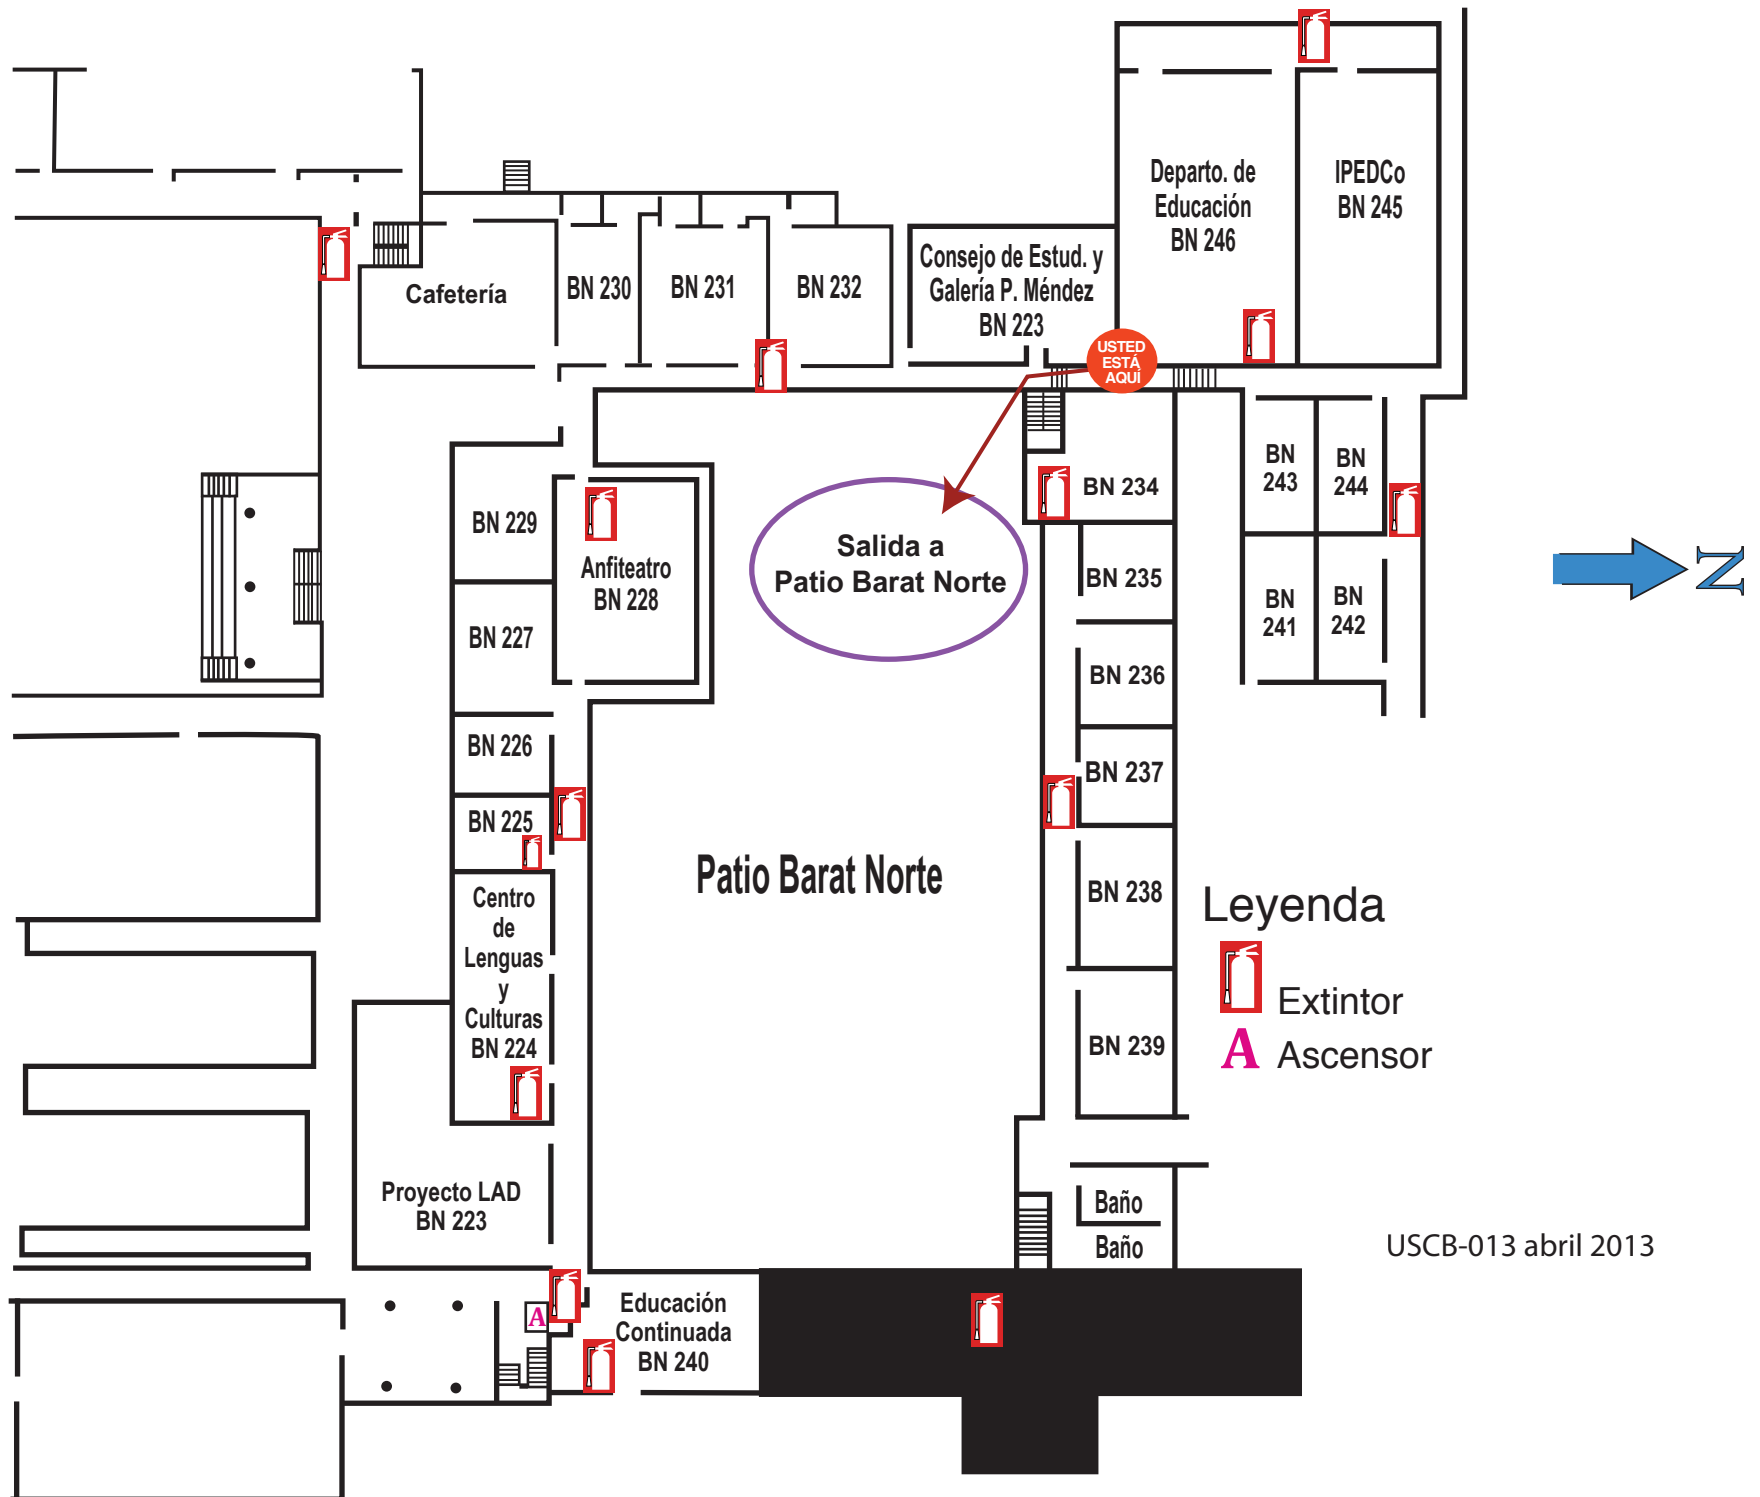 Departo. de
Educación
BN 246
IPEDCo
BN 245
Cafetería
BN 230
BN 231
BN 232
Consejo de Estud. y
Galería P. Méndez
BN 223
USTED
ESTÁ
AQUÍ
BN 229
Anfiteatro
BN 228
Salida a
Patio Barat Norte
BN 234
BN
243
BN
244
BN 235
BN
241
BN
242
N
BN 227
BN 236
BN 226
BN 237
BN 225
Patio Barat Norte
BN 238
Centro
de
Lenguas
y
Culturas
BN 224
BN 239
Leyenda
Extintor
A Ascensor
Proyecto LAD
BN 223
Baño
Baño
USCB-013 abril 2013
A
Educación
Continuada
BN 240